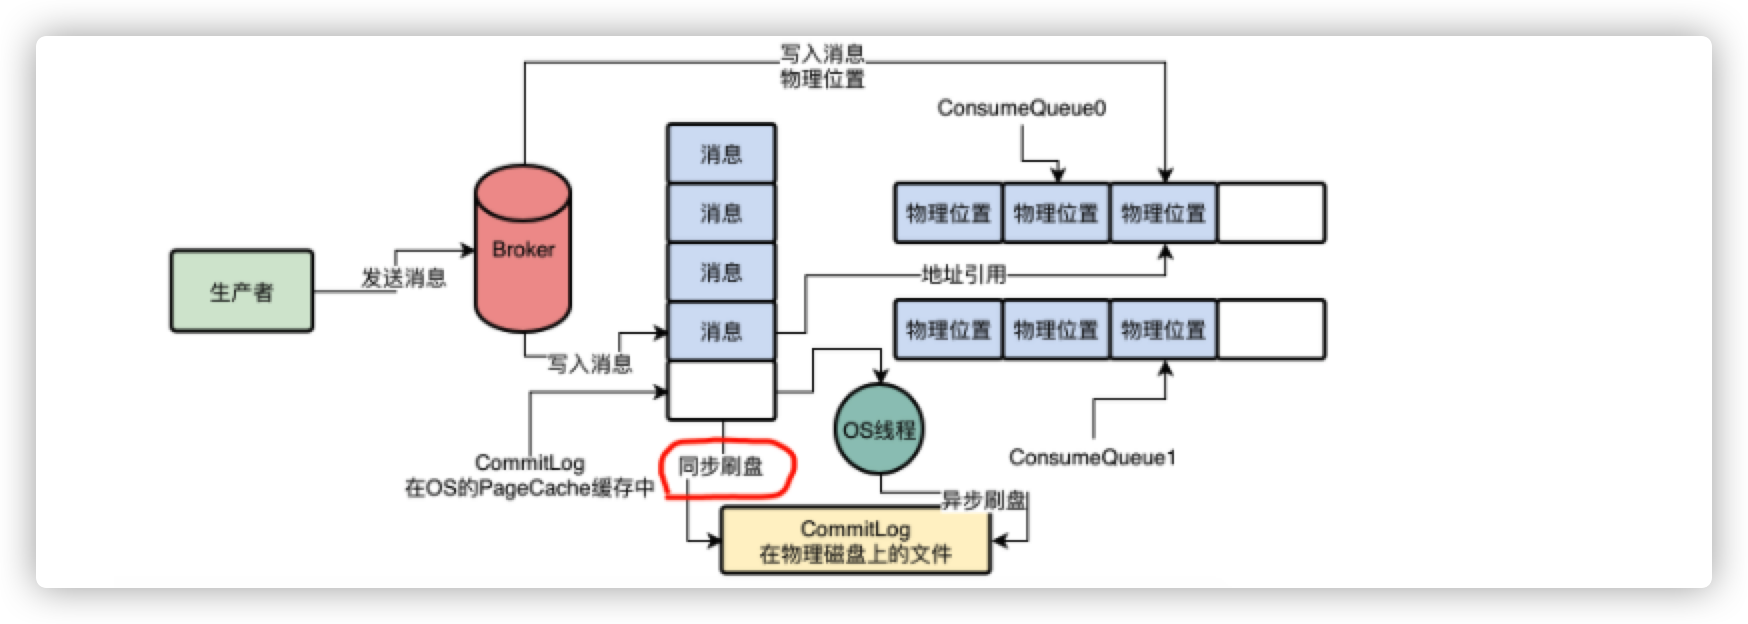 写入消息
物理位置
ConsumeQueue0
消息
消息
物理位置
物理位置
物理位置
Broker
生产者
发送消息
消息
地址引用
消息
物理位置
物理位置
物理位置
写入消息
OS线程
CommitLog
在OS的PageCache缓存中
同步刷盘
ConsumeQueue1
异步刷盘
CommitLog
在物理磁盘上的文件